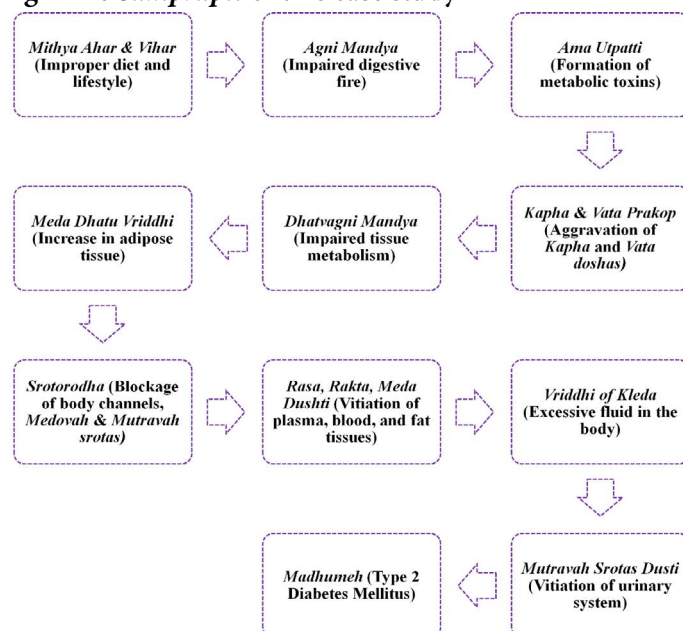 Samprapti
Mithya Ahar & Vihar
(Improper diet and
lifestyle)
Agni Mandya
(Impaired digestive
fire)
Ama Utpatti
(Formation of
metabolic toxins)
Kapha & Vata Prakop
(Aggravation of
Kapha and Vata
doshas)
Dhatvagni Mandya
(Impaired tissue
metabolism)
Meda Dhatu Vriddhi
(Increase in adipose
tissue)
Srotorodha (Blockage
of body channels,
Medovah & Mutravah
srotas)
Rasa, Rakta, Meda
Dushti (Vitiation of
plasma, blood, and fat
tissues)
Vriddhi of Kleda
(Excessive fluid in the
body)
Mutravah Srotas Dusti
(Vitiation of urinary
system)
Madhumeh (Type 2
Diabetes Mellitus)